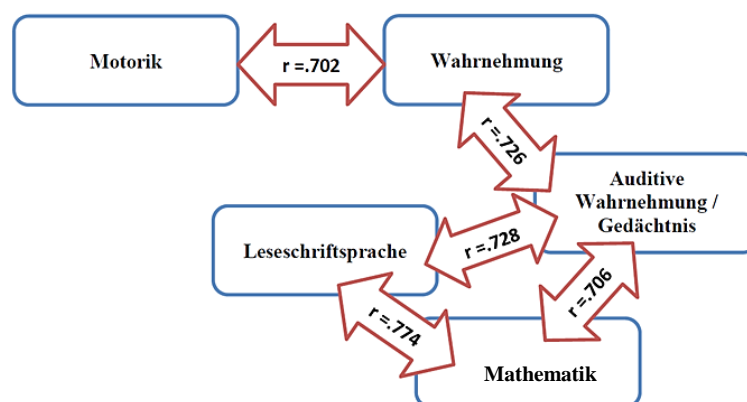 Motorik
r =.702
Wahrnehmung
r =.726
Auditive
Wahrnehmung /
Gedächtnis
Leseschriftsprache
r =.728
r =.706
r =.774
Mathematik